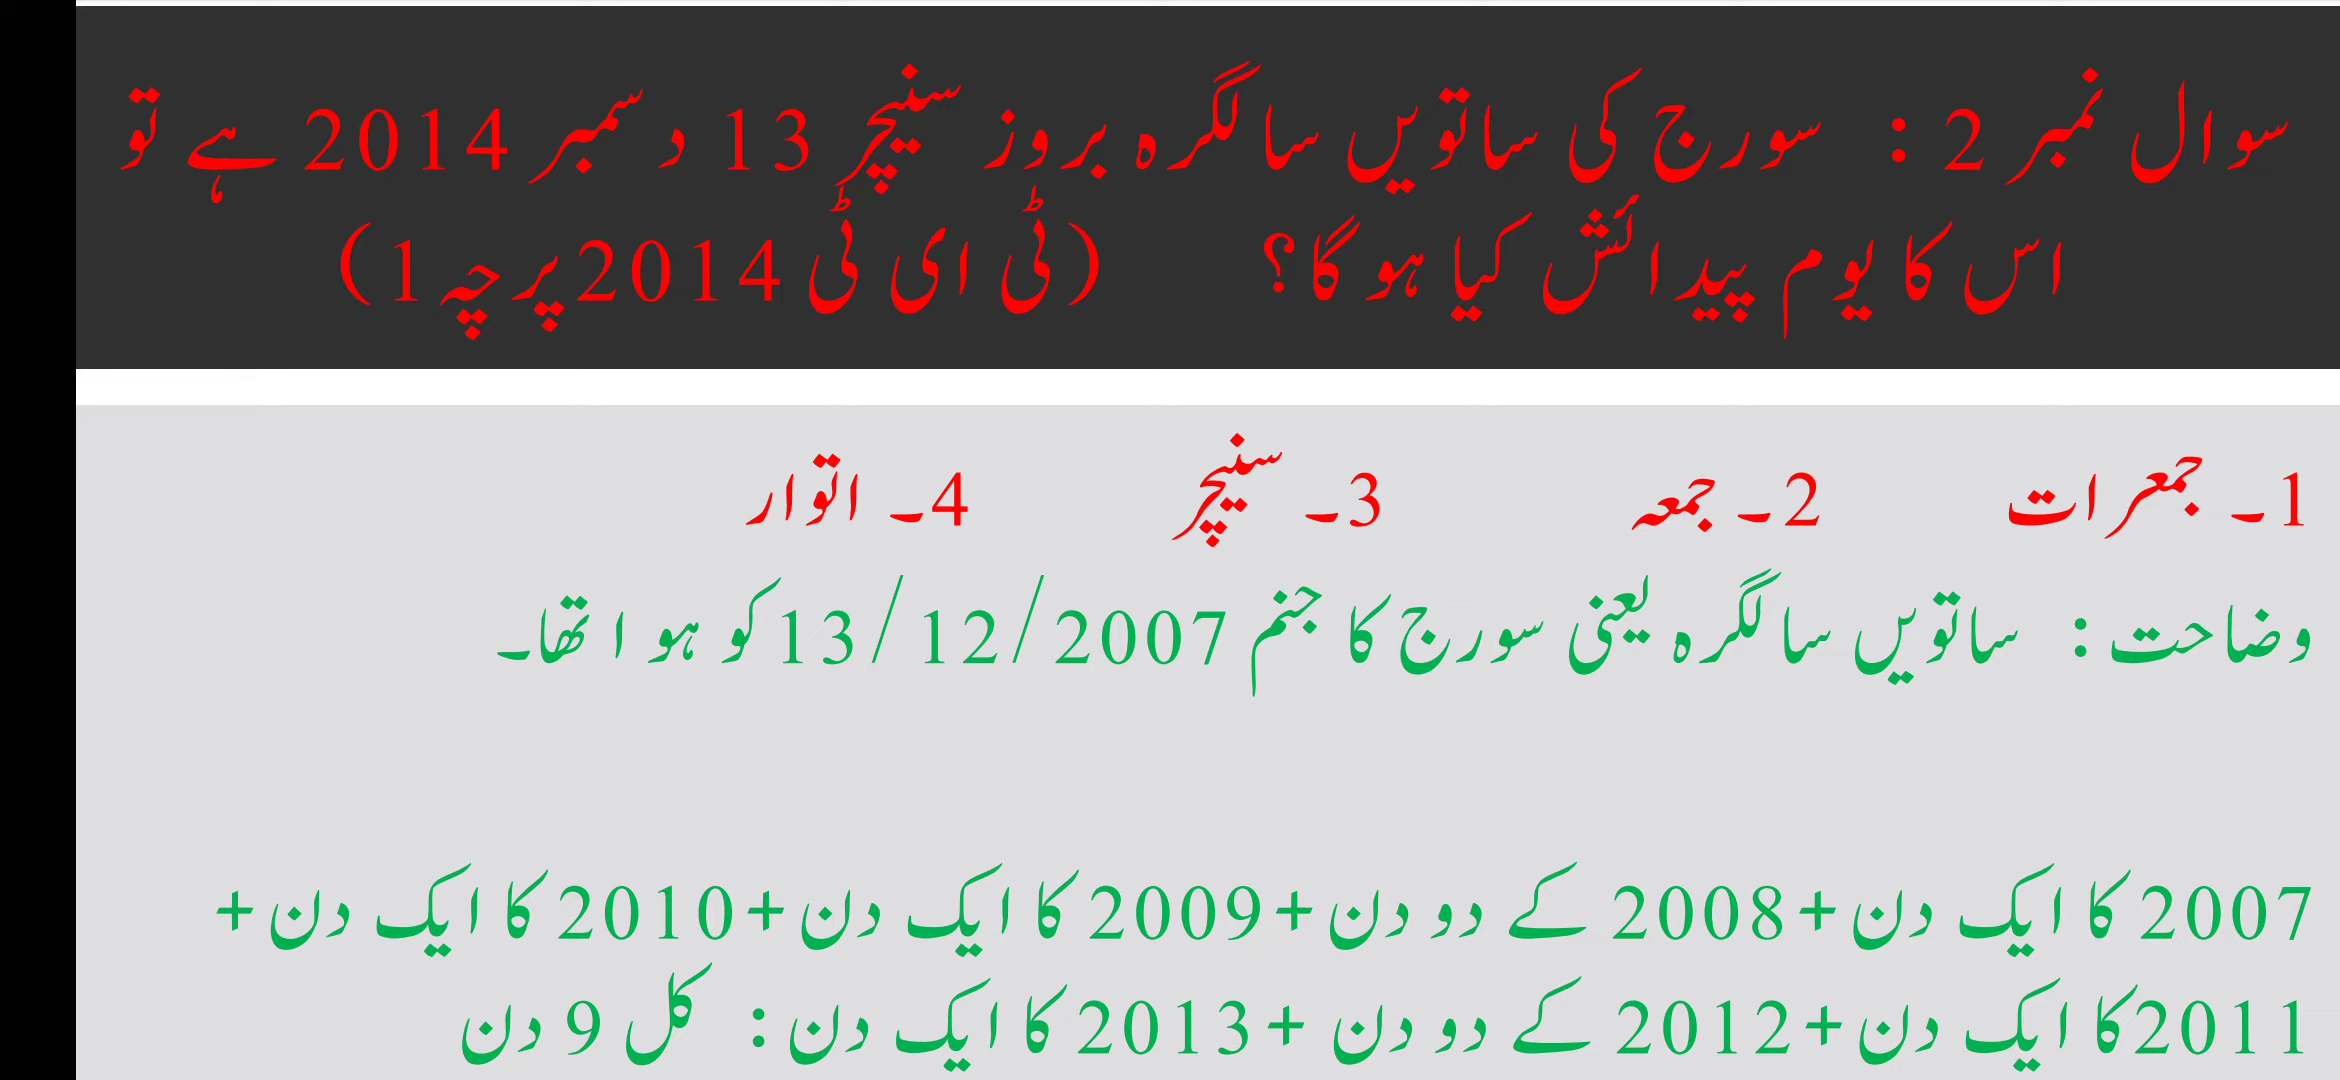 سوال نمبر 2 : سورج کی ساتویں سالگرہ بروز سنیچر 13 دسمبر 2014 ہے تو
اس کا یوم پیدائش کیا ہوگا؟ (ٹی ای ٹی 2014 پرچہ 1)
1۔ جمعرات 2۔ جمعہ 3۔ سنیچر 4۔ اتوار
وضاحت : ساتویں سالگرہ یعنی سورج کا جنم 13/12/2007 کو ہوا تھا۔
2007 کا ایک دن+2008 کے دو دن+2009 کا ایک دن+2010 کا ایک دن+
2011 کا ایک دن+2012 کے دو دن+2013 کا ایک دن : کل 9 دن